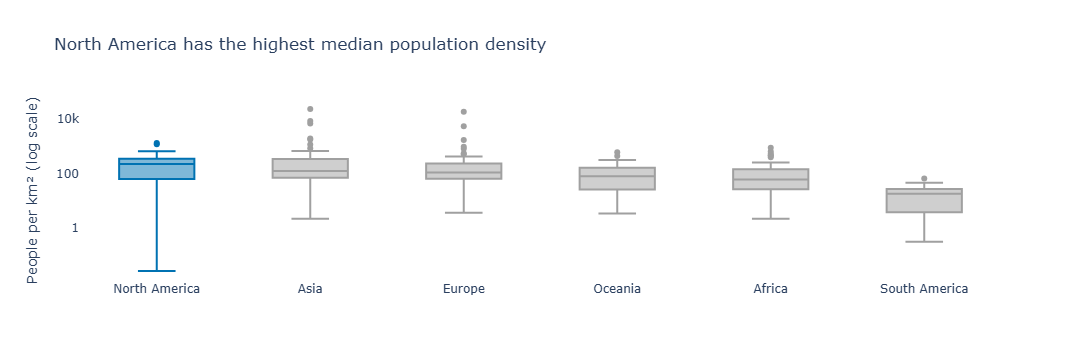 North America has the highest median population density
People per km² (log scale)
10k
100
1
North America
Asia
Europe
Oceania
Africa
South America